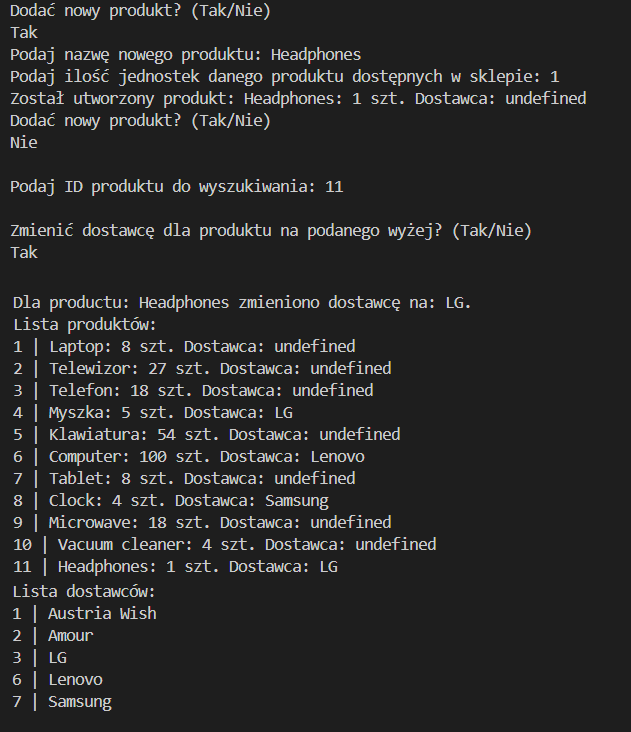 Dodać nowy produkt? (Tak/Nie)
Tak
Podaj nazwę nowego produktu: Headphones
Podaj ilość jednostek danego produktu dostępnych w sklepie: 1
Został utworzony produkt: Headphones: 1 szt. Dostawca: undefined
Dodać nowy produkt? (Tak/Nie)
Nie
Podaj ID produktu do wyszukiwania: 11
Zmienić dostawcę dla produktu na podanego wyżej? (Tak/Nie)
Tak
Dla productu: Headphones zmieniono dostawcę na: LG.
Lista produktów:
1 | Laptop: 8 szt. Dostawca: undefined
2 | Telewizor: 27 szt. Dostawca: undefined
3 | Telefon: 18 szt. Dostawca: undefined
4 | Myszka: 5 szt. Dostawca: LG
5 | Klawiatura: 54 szt. Dostawca: undefined
6 | Computer: 100 szt. Dostawca: Lenovo
7 | Tablet: 8 szt. Dostawca: undefined
8 | Clock: 4 szt. Dostawca: Samsung
9 | Microwave: 18 szt. Dostawca: undefined
10 | Vacuum cleaner: 4 szt. Dostawca: undefined
11 | Headphones: 1 szt. Dostawca: LG
Lista dostawców:
1 | Austria Wish
2 | Amour
3 | LG
6 | Lenovo
7 | Samsung